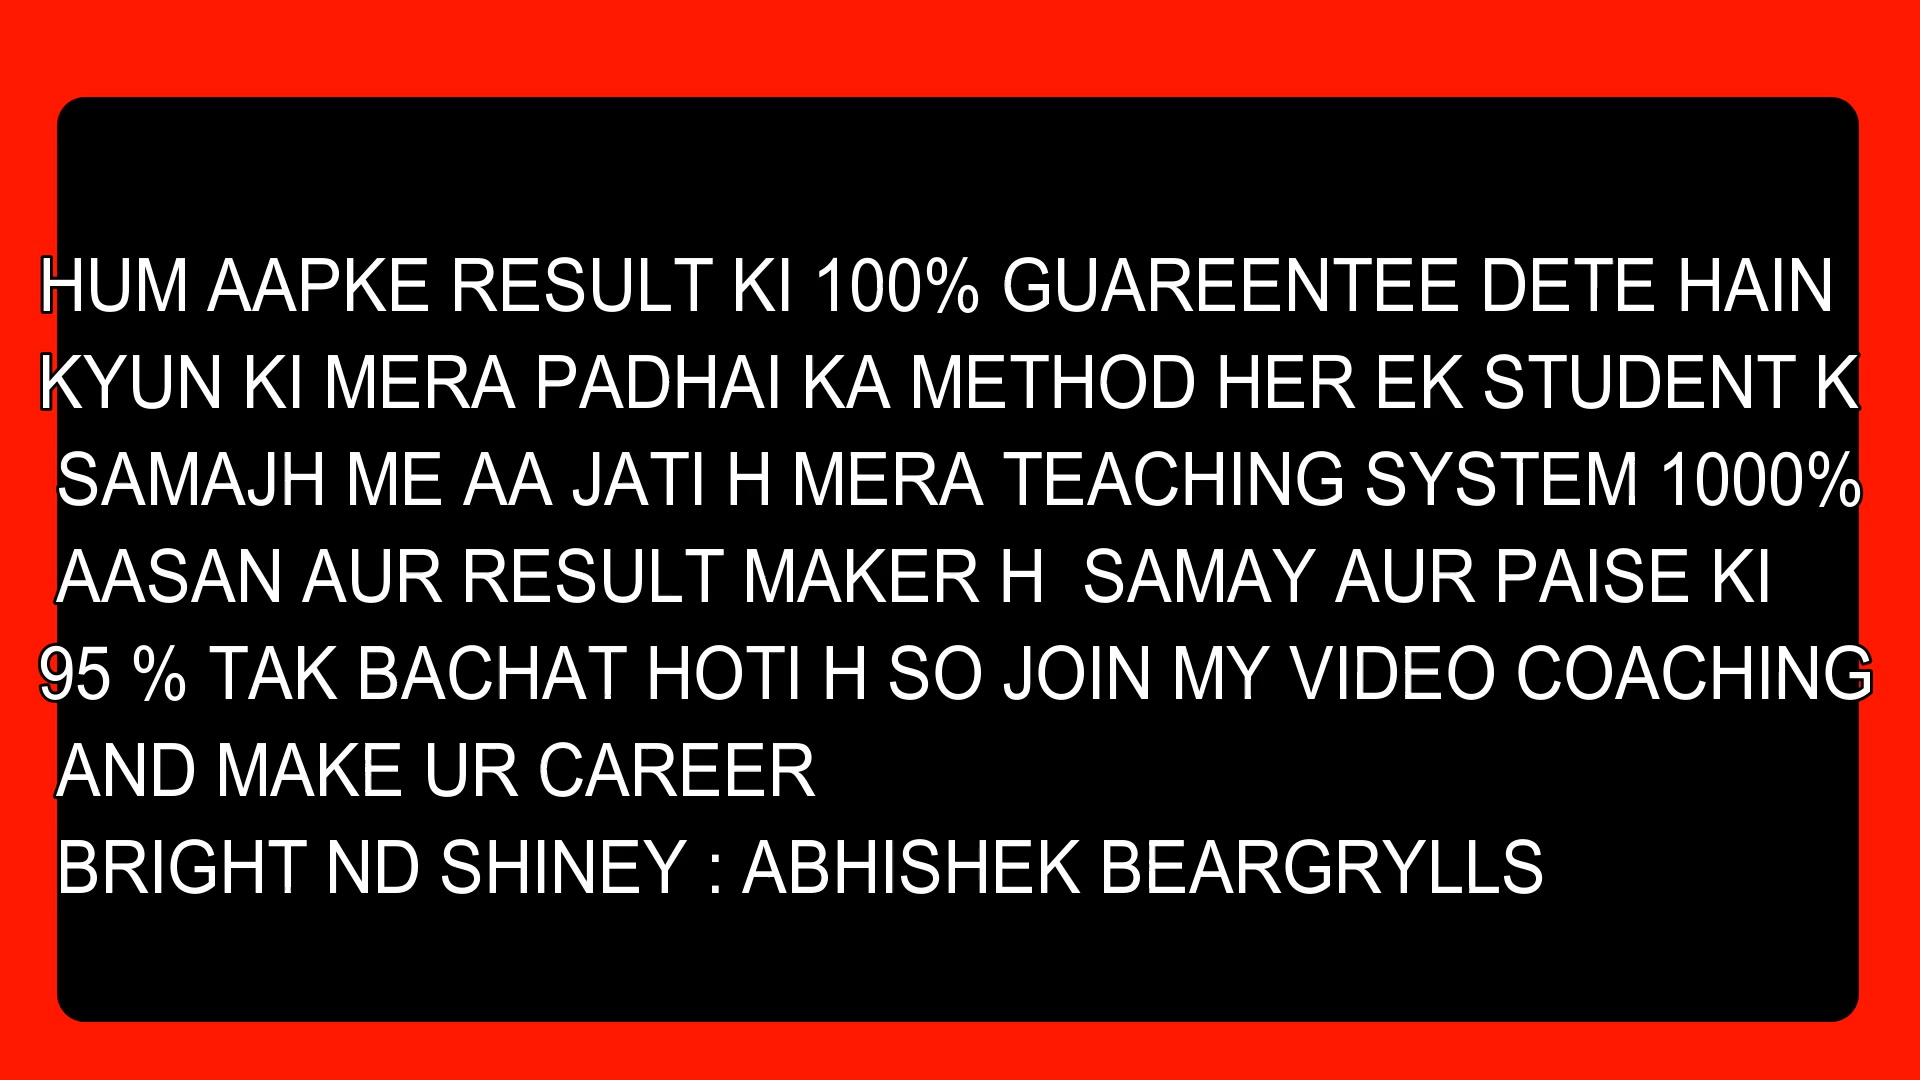 HUM AAPKE RESULT KI 100% GUAREENTEE DETE HAIN
KYUN KI MERA PADHAI KA METHOD HER EK STUDENT K
SAMAJH ME AA JATI H MERA TEACHING SYSTEM 1000%
AASAN AUR RESULT MAKER H  SAMAY AUR PAISE KI
95 % TAK BACHAT HOTI H SO JOIN MY VIDEO COACHING
AND MAKE UR CAREER
BRIGHT ND SHINEY : ABHISHEK BEARGRYLLS